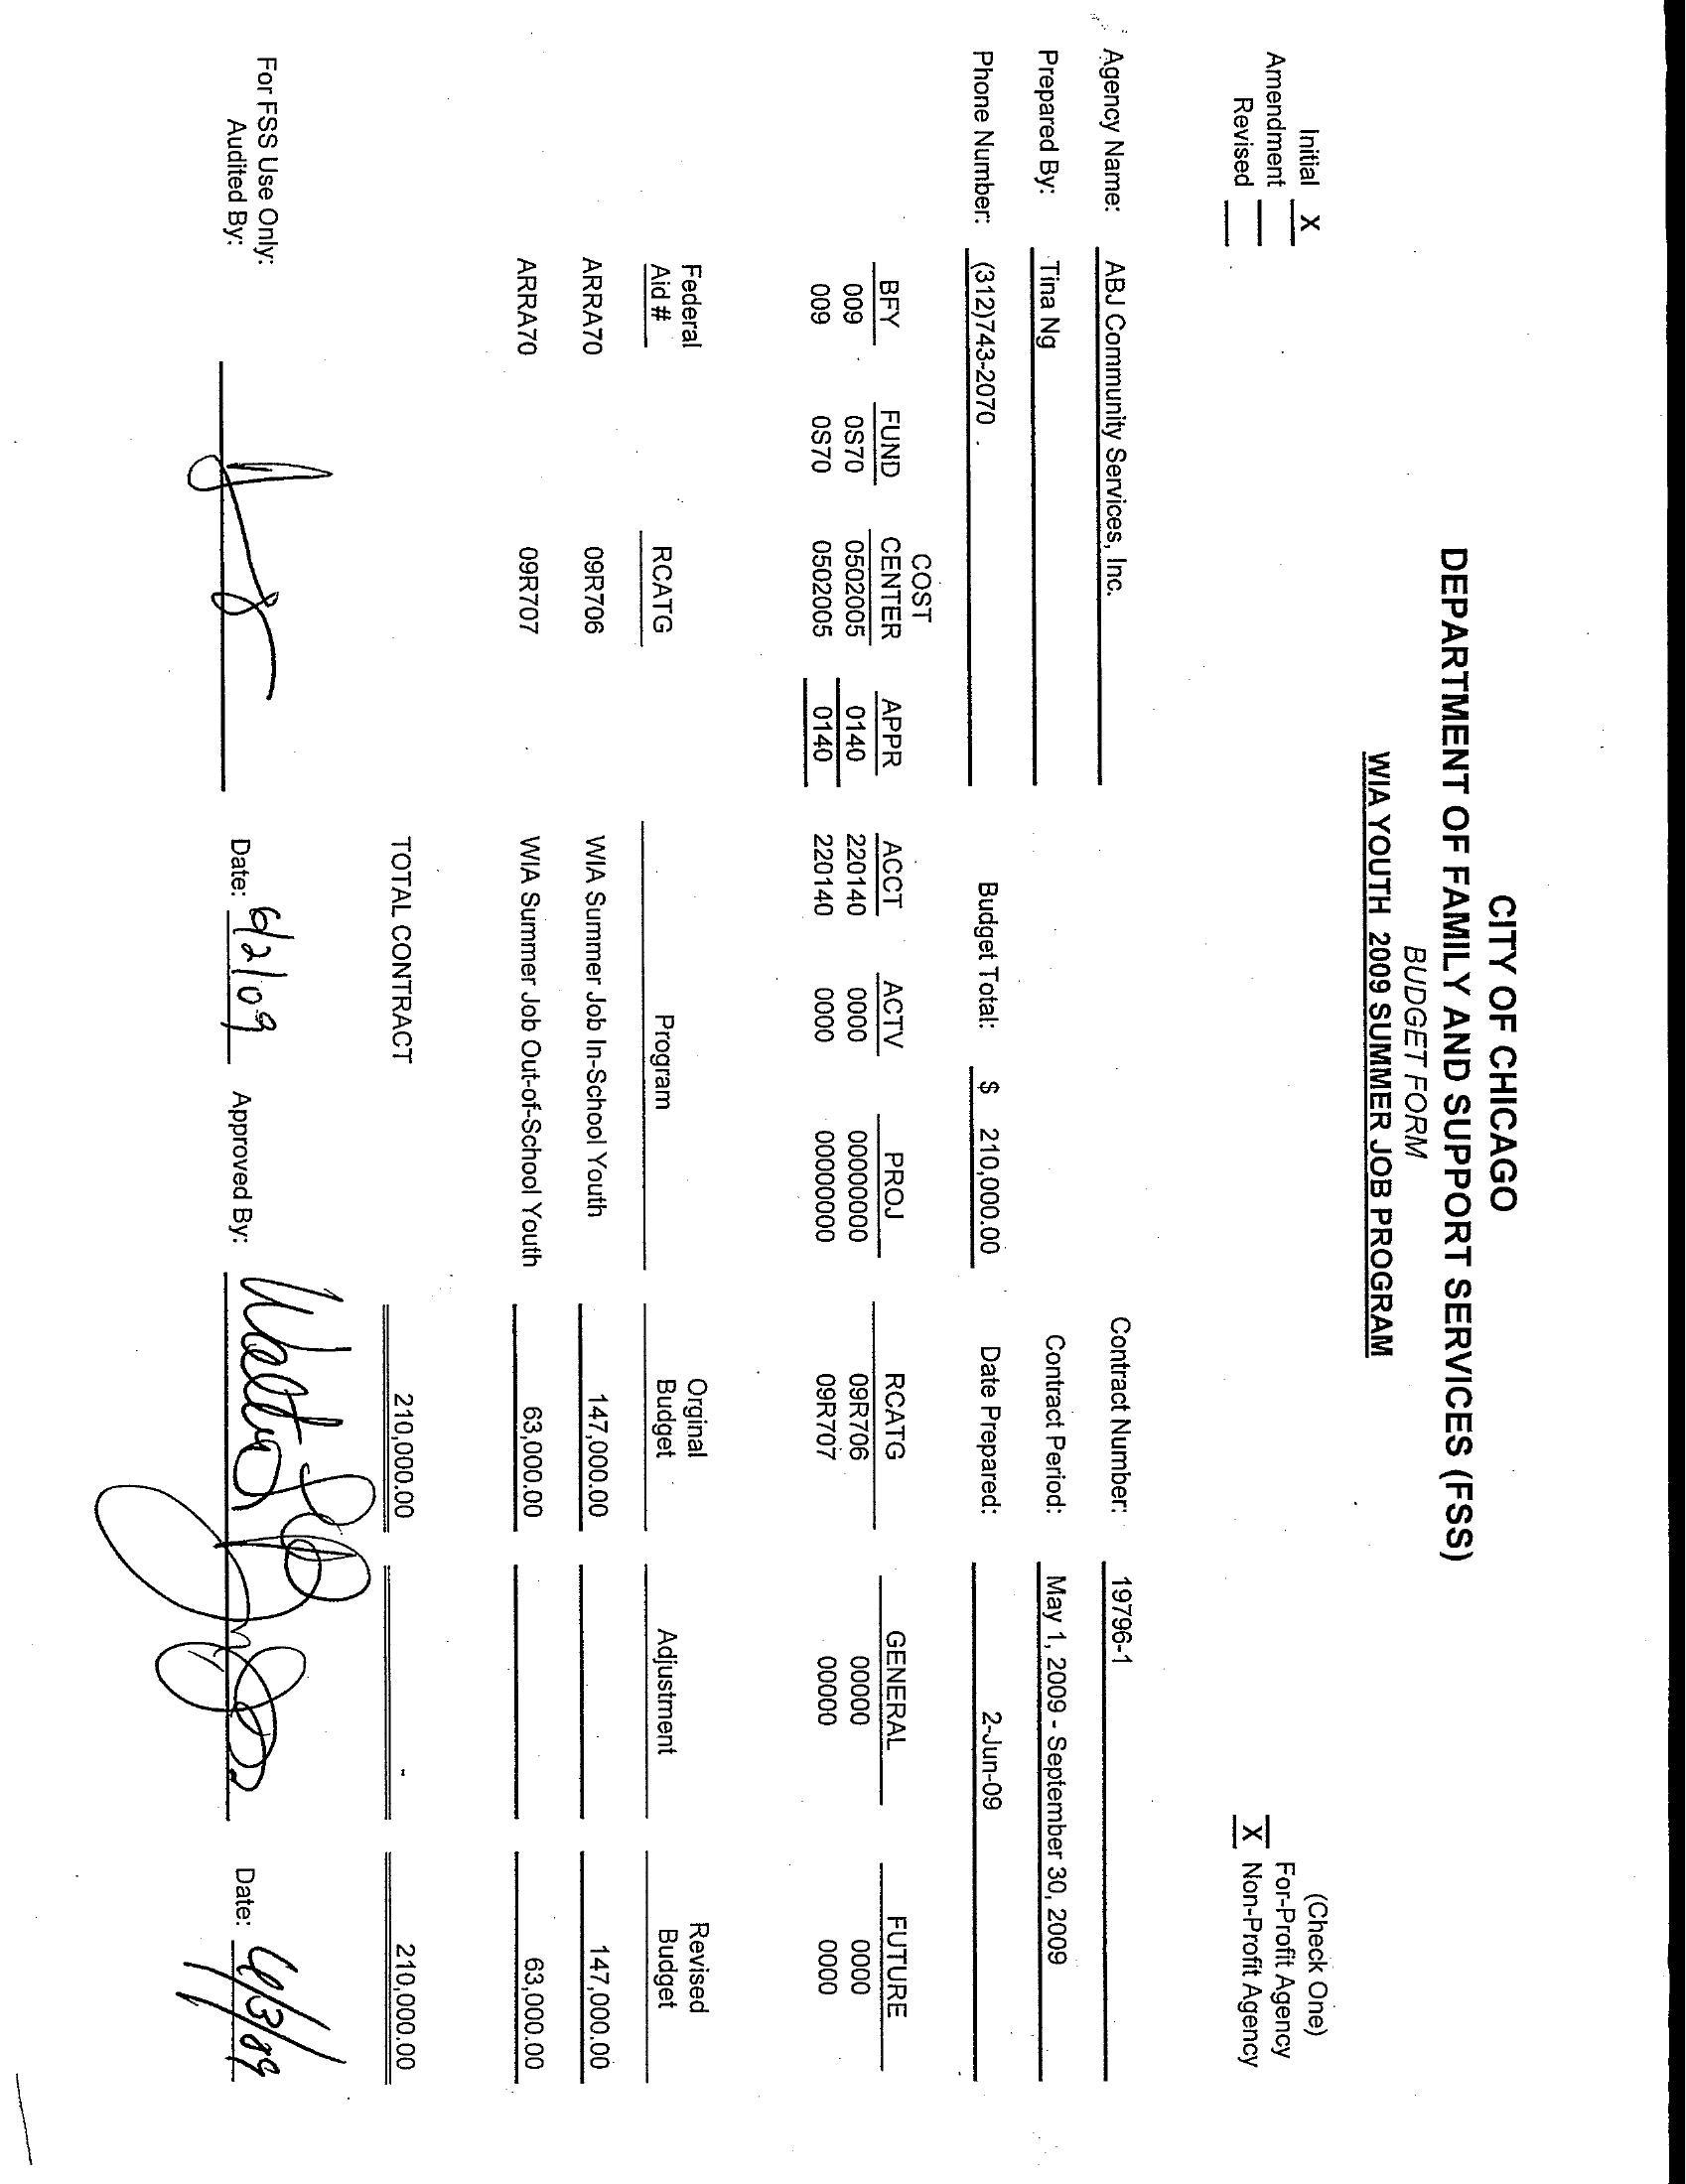 CITY OF CHICAGO
DEPARTMENT OF FAMILY AND SUPPORT SERVICES (FSS)
BUDGET FORM
WIA YOUTH 2009 SUMMER JOB PROGRAM
(Check One)
Initial X For-Profit Agency
Amendment X Non-Profit Agency
Revised
Agency Name: ABJ Community Services, Inc. Contract Number: 19796-1
Prepared By: Tina Ng Contract Period: May 1, 2009 - September 30, 2009
Phone Number: (312)743-2070 Budget Total: $ 210,000.00 Date Prepared: 2-Jun-09
COST
BFY FUND CENTER APPR ACCT ACTV PROJ RCATG GENERAL FUTURE
009 0S70 0502005 0140 220140 0000 00000000 09R706 00000 0000
009 0S70 0502005 0140 220140 0000 00000000 09R707 00000 0000
Federal Orginal Revised
Aid # RCATG Program Budget Adjustment Budget
ARRA70 09R706 WIA Summer Job In-School Youth 147,000.00 147,000.00
ARRA70 09R707 WIA Summer Job Out-of-School Youth 63,000.00 63,000.00
TOTAL CONTRACT 210,000.00 - 210,000.00
For FSS Use Only:
Audited By: Date: 6/2/09 Approved By: Date: 6/3/09